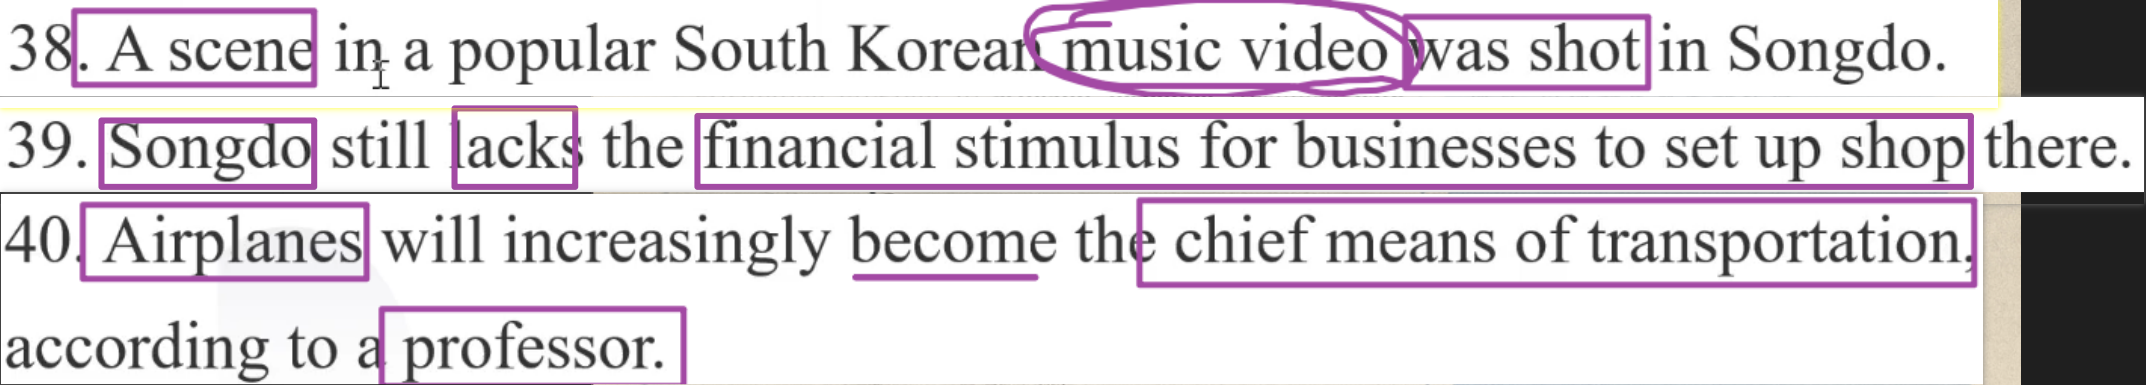 38. A scene in a popular South Korean music video was shot in Songdo.
39. Songdo still lacks the financial stimulus for businesses to set up shop there.
40. Airplanes will increasingly become the chief means of transportation,
according to a professor.